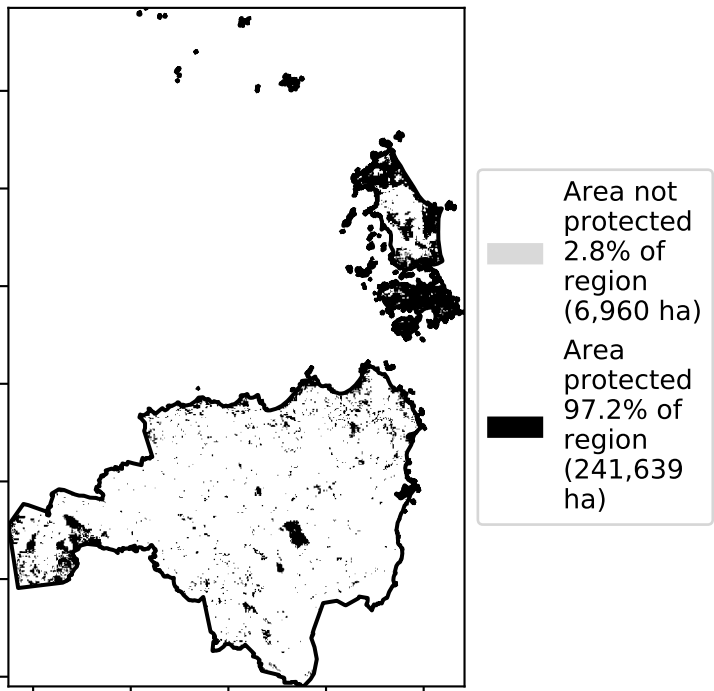 Area not
protected
2.8% of
region
(6,960 ha)
Area
protected
97.2% of
region
(241,639
ha)